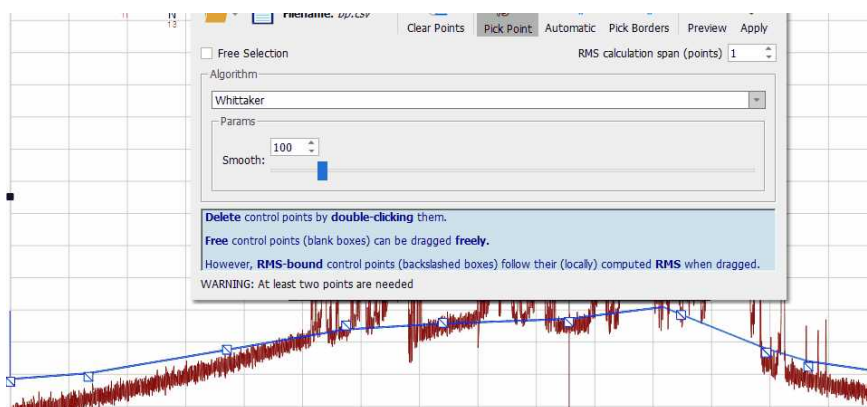 N
13
Filename: bp.csv
Clear Points Pick Point Automatic Pick Borders Preview Apply
Free Selection
RMS calculation span (points) 1
Algorithm
Whittaker
Params
100
Smooth:
Delete control points by double-clicking them.
Free control points (blank boxes) can be dragged freely.
However, RMS-bound control points (backslashed boxes) follow their (locally) computed RMS when dragged.
WARNING: At least two points are needed